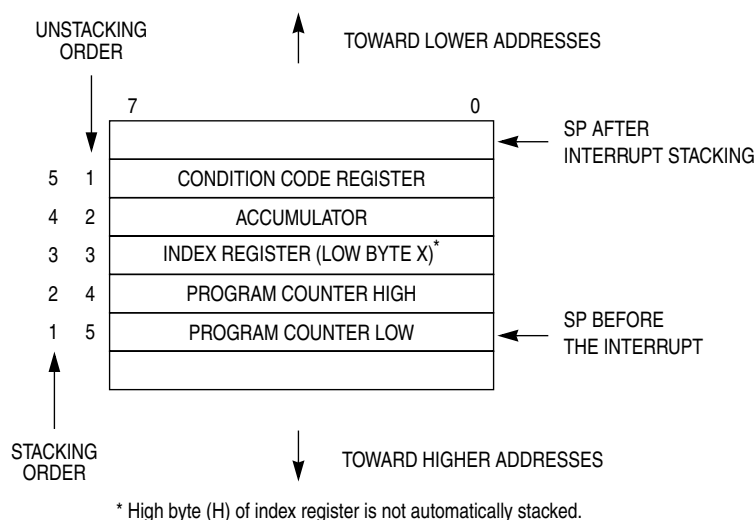 UNSTACKING
ORDER
TOWARD LOWER ADDRESSES
7 0
SP AFTER
INTERRUPT STACKING
5 1 CONDITION CODE REGISTER
4 2 ACCUMULATOR
3 3 INDEX REGISTER (LOW BYTE X)*
2 4 PROGRAM COUNTER HIGH
1 5 PROGRAM COUNTER LOW
SP BEFORE
THE INTERRUPT
STACKING
ORDER
TOWARD HIGHER ADDRESSES
* High byte (H) of index register is not automatically stacked.